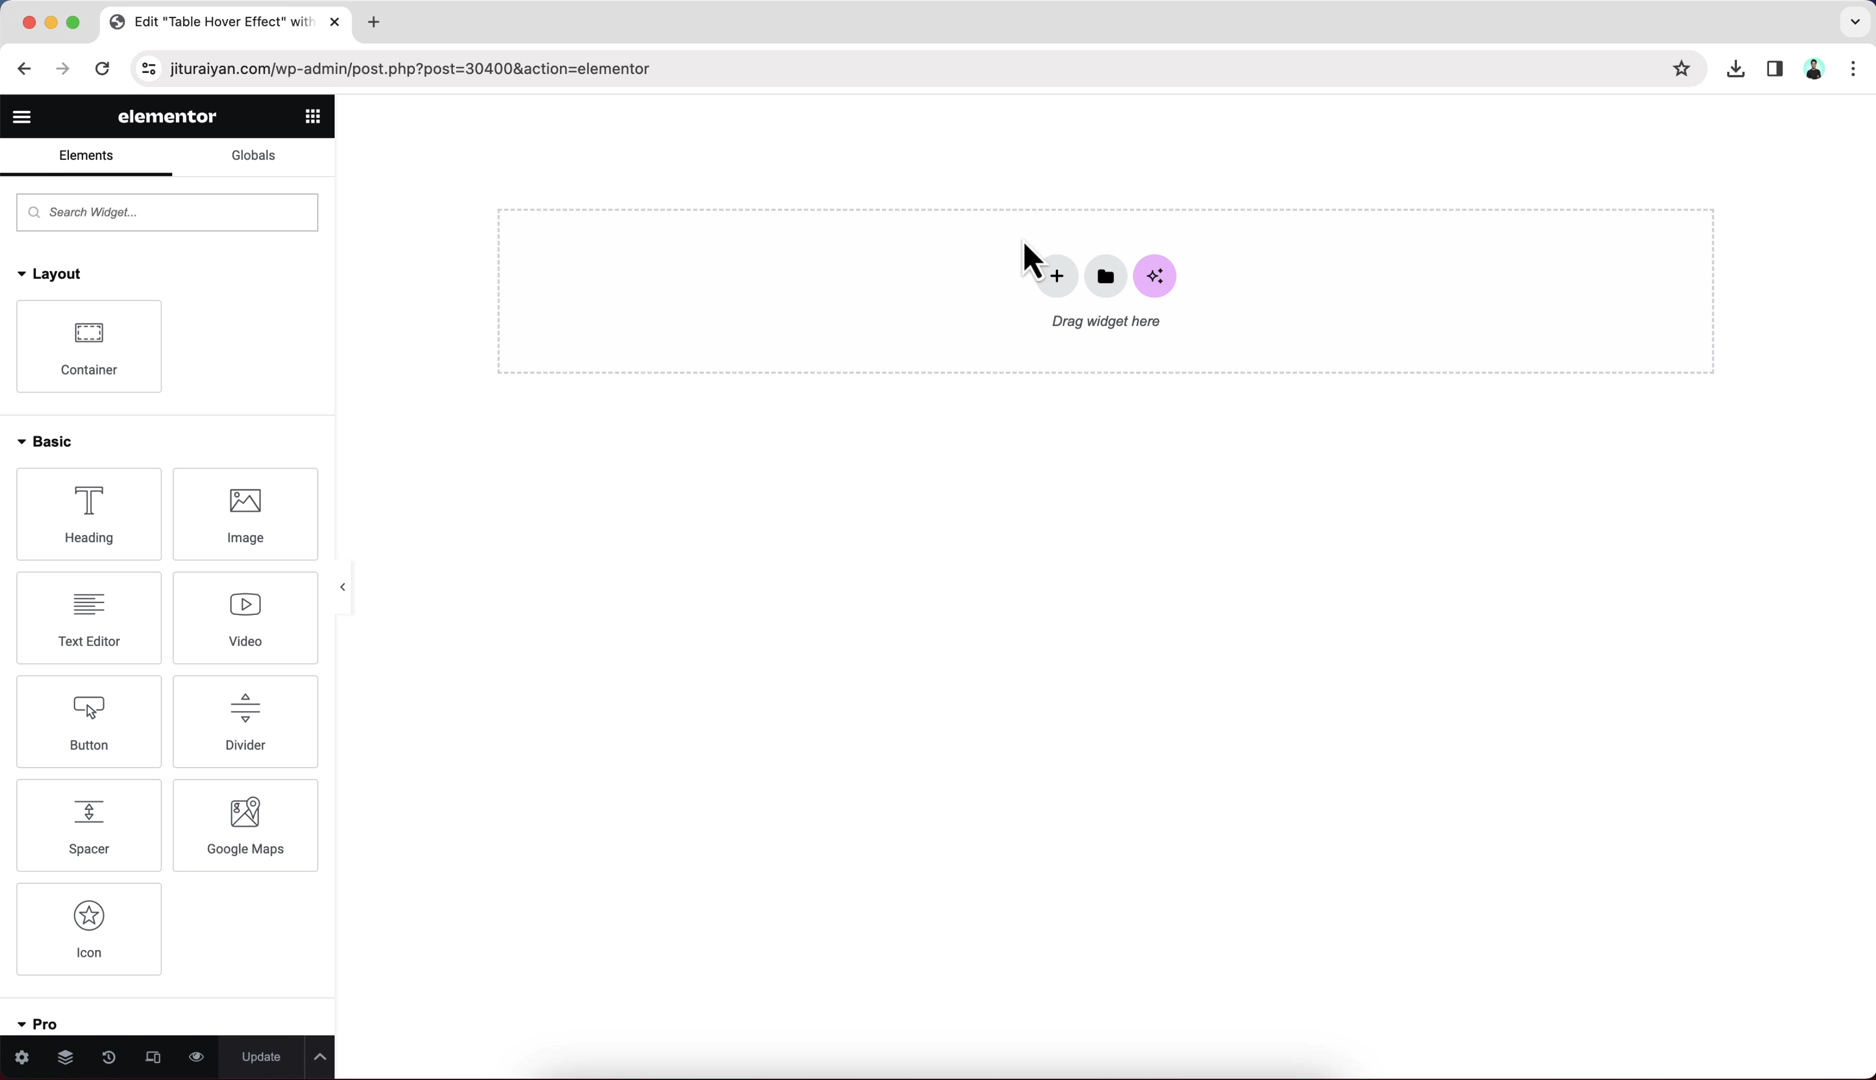 Edit "Table Hover Effect" with
jituraiyan.com/wp-admin/post.php?post=30400&action=elementor
elementor
Elements
Globals
Search Widget...
Layout
Container
Drag widget here
Basic
Heading
Image
Text Editor
Video
Button
Divider
Spacer
Google Maps
Icon
Pro
Update